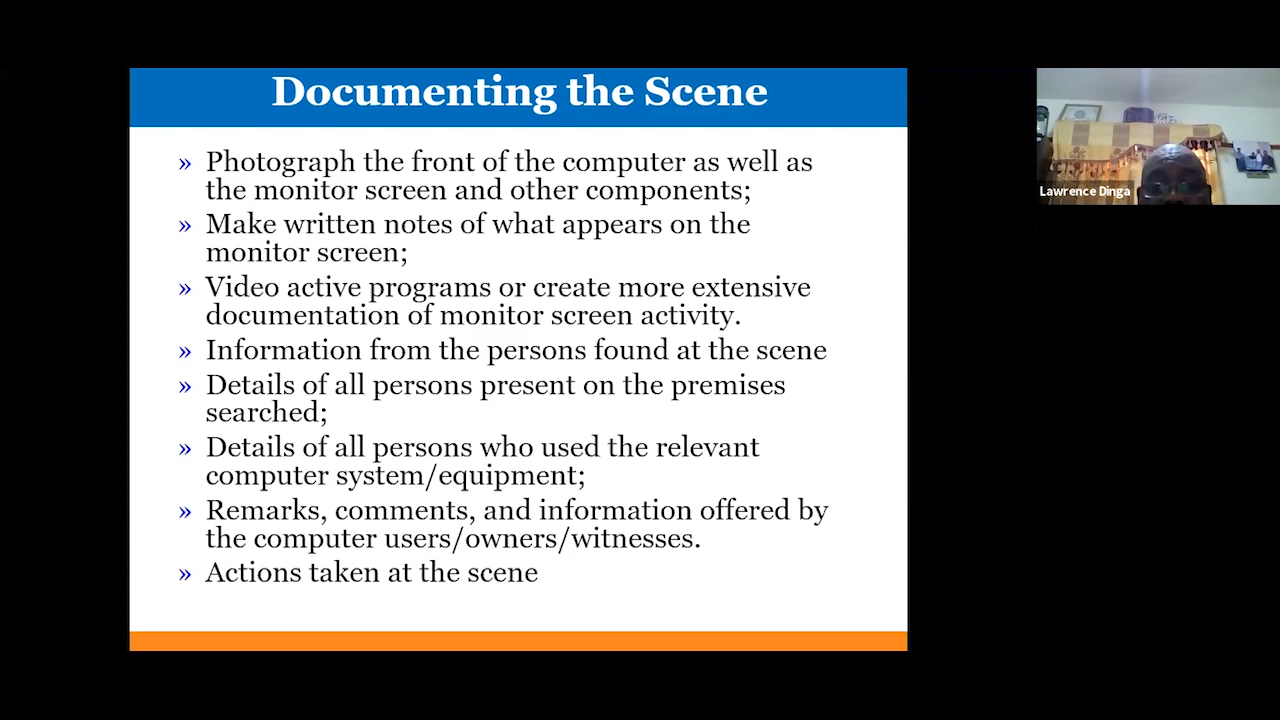 Documenting the Scene
» Photograph the front of the computer as well as
the monitor screen and other components;
» Make written notes of what appears on the
monitor screen;
» Video active programs or create more extensive
documentation of monitor screen activity.
» Information from the persons found at the scene
» Details of all persons present on the premises
searched;
» Details of all persons who used the relevant
computer system/equipment;
» Remarks, comments, and information offered by
the computer users/owners/witnesses.
» Actions taken at the scene
Lawrence Dinga